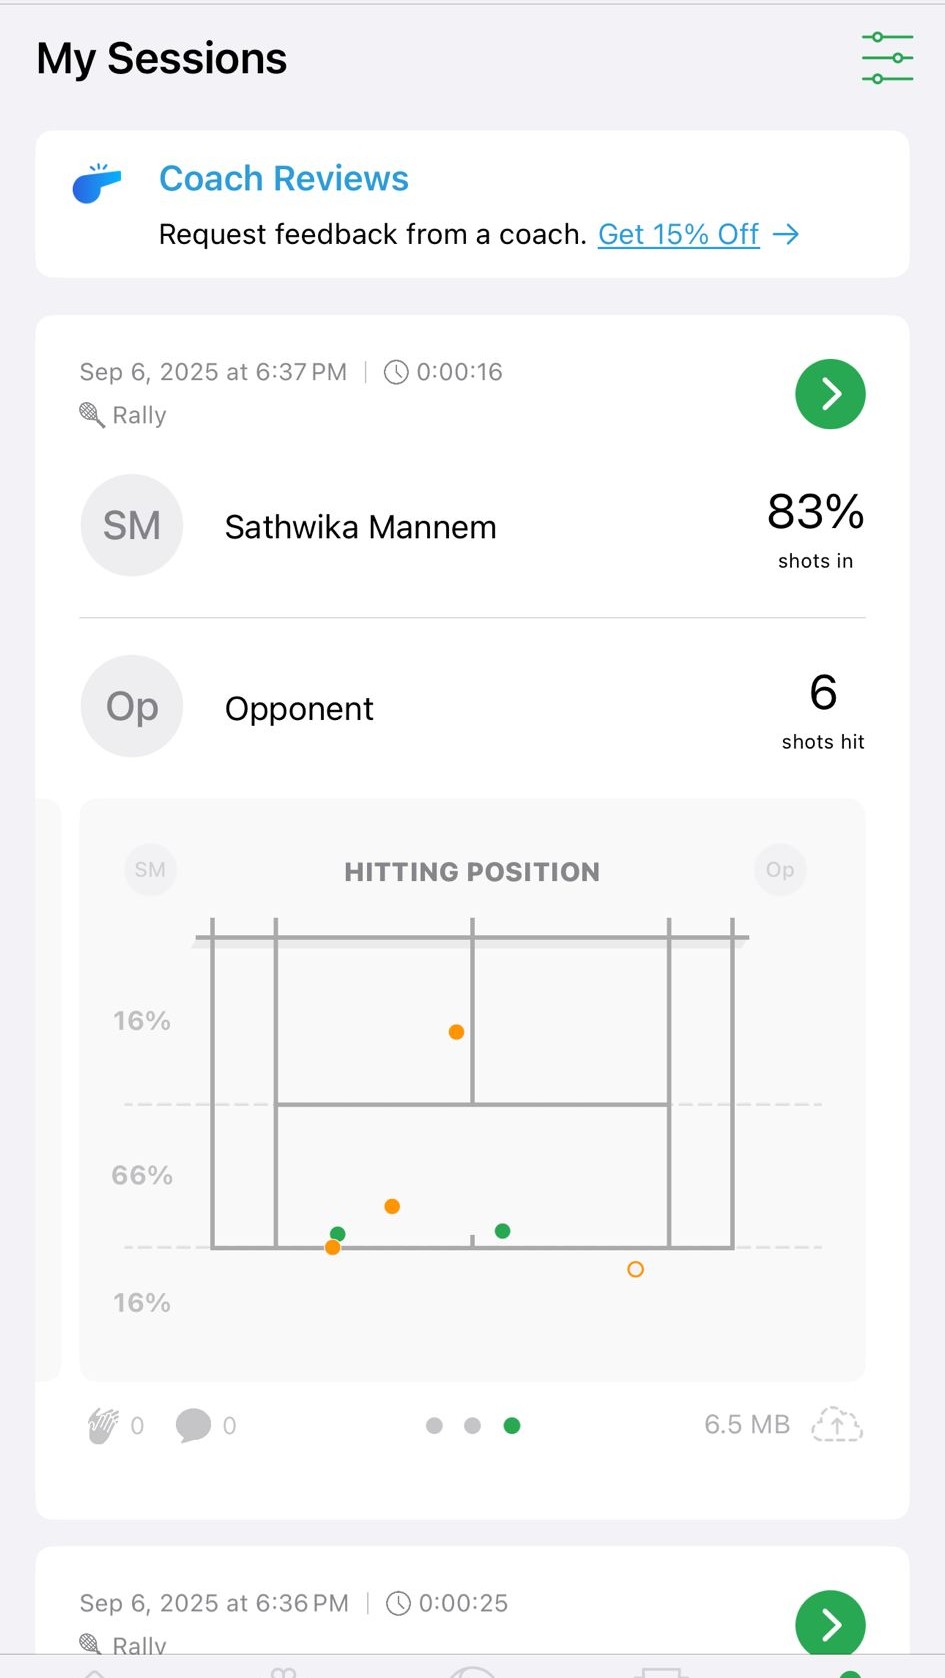 My Sessions
Coach Reviews
Request feedback from a coach. Get 15% Off →
Sep 6, 2025 at 6:37 PM | 0:00:16
Rally
SM Sathwika Mannem 83%
shots in
Op Opponent 6
shots hit
SM HITTING POSITION Op
16%
66%
16%
0 0 6.5 MB
Sep 6, 2025 at 6:36 PM | 0:00:25
Rally